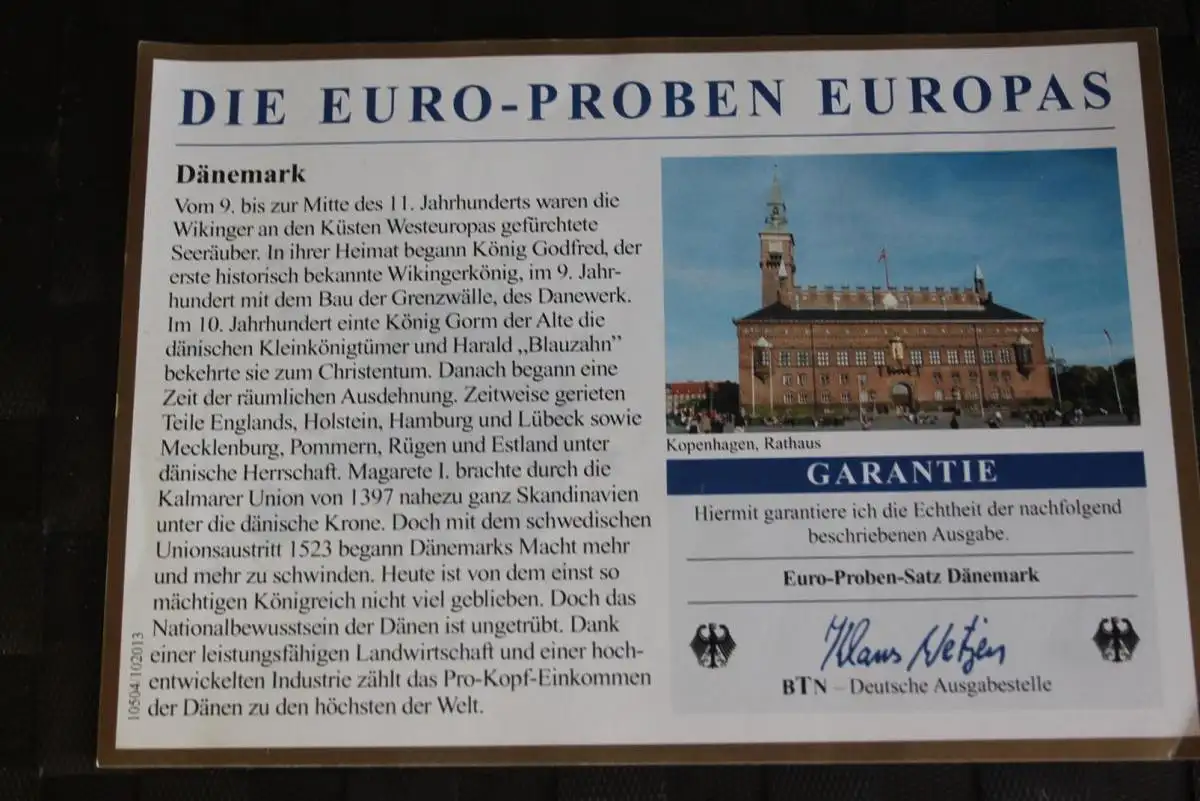 DIE EURO-PROBEN EUROPAS
Dänemark
Vom 9. bis zur Mitte des 11. Jahrhunderts waren die
Wikinger an den Küsten Westeuropas gefürchtete
Seeräuber. In ihrer Heimat begann König Godfred, der
erste historisch bekannte Wikingerkönig, im 9. Jahr-
hundert mit dem Bau der Grenzwälle, des Danewerk.
Im 10. Jahrhundert einte König Gorm der Alte die
dänischen Kleinkönigtümer und Harald „Blauzahn”
bekehrte sie zum Christentum. Danach begann eine
Zeit der räumlichen Ausdehnung. Zeitweise gerieten
Teile Englands, Holstein, Hamburg und Lübeck sowie
Mecklenburg, Pommern, Rügen und Estland unter
dänische Herrschaft. Magarete I. brachte durch die
Kalmarer Union von 1397 nahezu ganz Skandinavien
unter die dänische Krone. Doch mit dem schwedischen
Unionsaustritt 1523 begann Dänemarks Macht mehr
und mehr zu schwinden. Heute ist von dem einst so
mächtigen Königreich nicht viel geblieben. Doch das
Nationalbewusstsein der Dänen ist ungetrübt. Dank
einer leistungsfähigen Landwirtschaft und einer hoch-
entwickelten Industrie zählt das Pro-Kopf-Einkommen
der Dänen zu den höchsten der Welt.
10504/102013
Kopenhagen, Rathaus
GARANTIE
Hiermit garantiere ich die Echtheit der nachfolgend
beschriebenen Ausgabe.
Euro-Proben-Satz Dänemark
Klaus Netjen
BTN – Deutsche Ausgabestelle